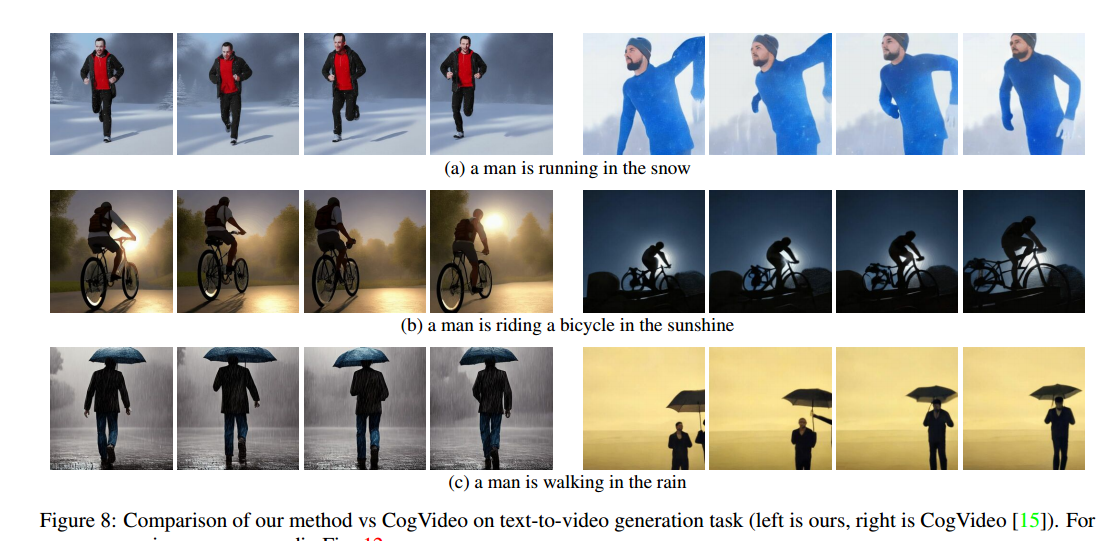 (a) a man is running in the snow
(b) a man is riding a bicycle in the sunshine
(c) a man is walking in the rain
Figure 8: Comparison of our method vs CogVideo on text-to-video generation task (left is ours, right is CogVideo [15]). For